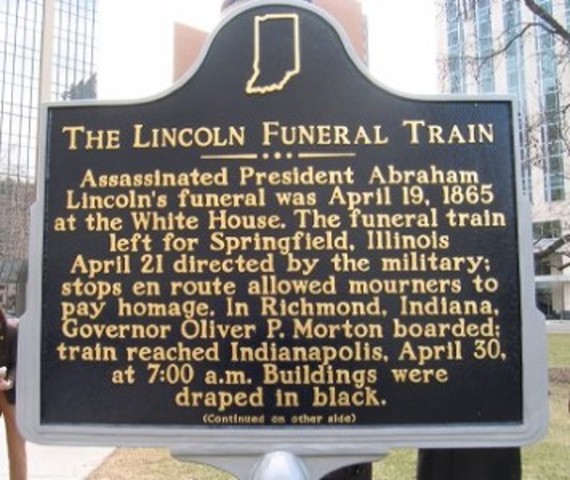 THE LINCOLN FUNERAL TRAIN
Assassinated President Abraham
Lincoln's funeral was April 19, 1865
at the White House. The funeral train
left for Springfield, Illinois
April 21 directed by the military;
stops en route allowed mourners to
pay homage. In Richmond, Indiana,
Governor Oliver P. Morton boarded;
train reached Indianapolis, April 30,
at 7:00 a.m. Buildings were
draped in black.
(Continued on other side)